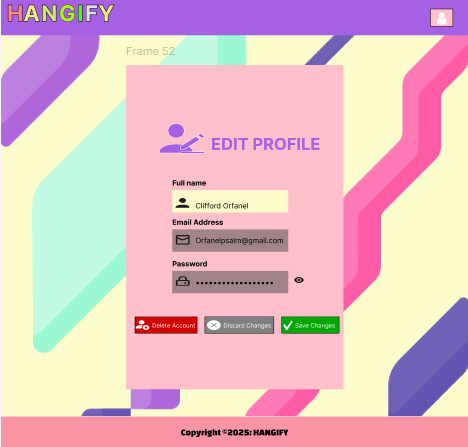 HANGIFY
Frame 52
EDIT PROFILE
Full name
Clifford Orfanel
Email Address
Orfanelpsalm@gmail.com
Password
Delete Account
Discard Changes
Save Changes
Copyright ©2025: HANGIFY